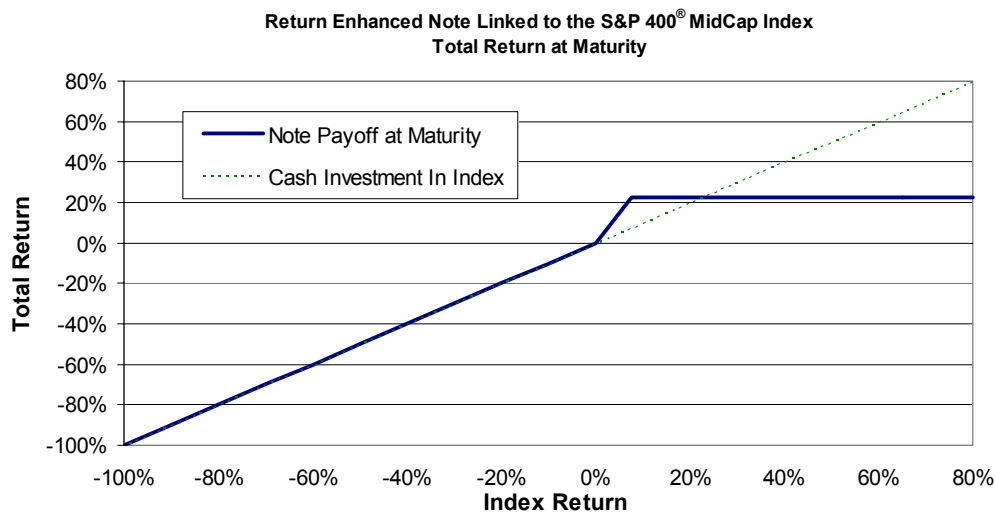 Return Enhanced Note Linked to the S&P 400® MidCap Index
Total Return at Maturity
80%
60%
40%
20%
0%
-20%
-40%
-60%
-80%
-100%
Total Return
Note Payoff at Maturity
Cash Investment In Index
-100% -80% -60% -40% -20% 0% 20% 40% 60% 80%
Index Return